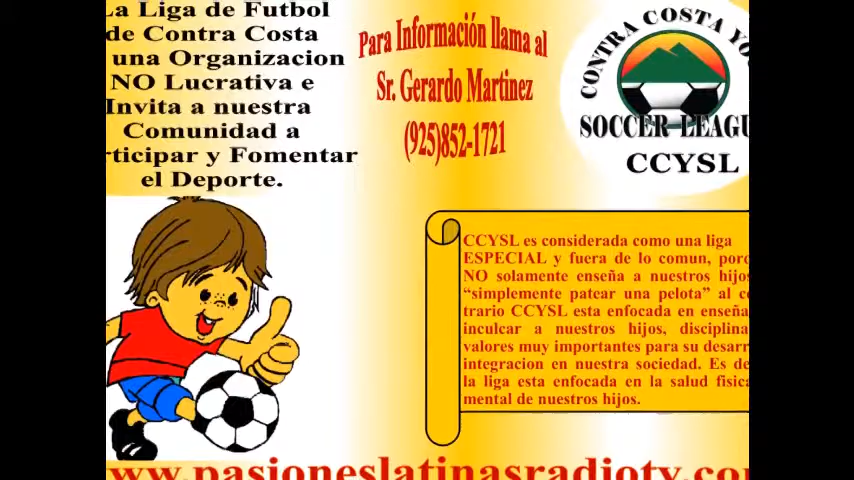 La Liga de Futbol
de Contra Costa
una Organizacion
NO Lucrativa e
Invita a nuestra
Comunidad a
rticipar y Fomentar
el Deporte.
Para Información llama al
Sr. Gerardo Martinez
(925)852-1721
CONTRA COSTA YOU
SOCCER LEAGU
CCYSL
CCYSL es considerada como una liga
ESPECIAL y fuera de lo comun, porq
NO solamente enseña a nuestros hijos
“simplemente patear una pelota” al co
trario CCYSL esta enfocada en enseña
inculcar a nuestros hijos, disciplina
valores muy importantes para su desarr
integracion en nuestra sociedad. Es de
la liga esta enfocada en la salud fisica
mental de nuestros hijos.
www.pasioneslatinasradiotv.com